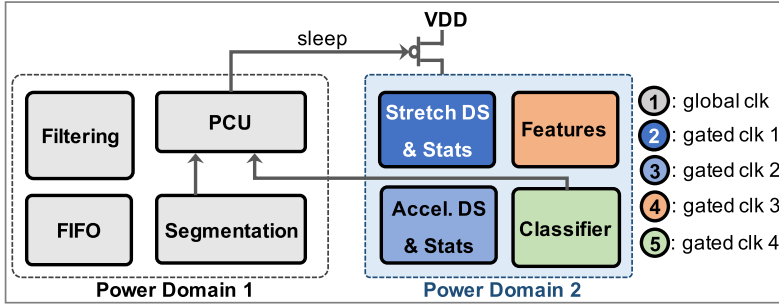 VDD
sleep
Filtering
PCU
FIFO
Segmentation
Power Domain 1
Stretch DS
& Stats
Features
Accel. DS
& Stats
Classifier
Power Domain 2
1 : global clk
2 : gated clk 1
3 : gated clk 2
4 : gated clk 3
5 : gated clk 4